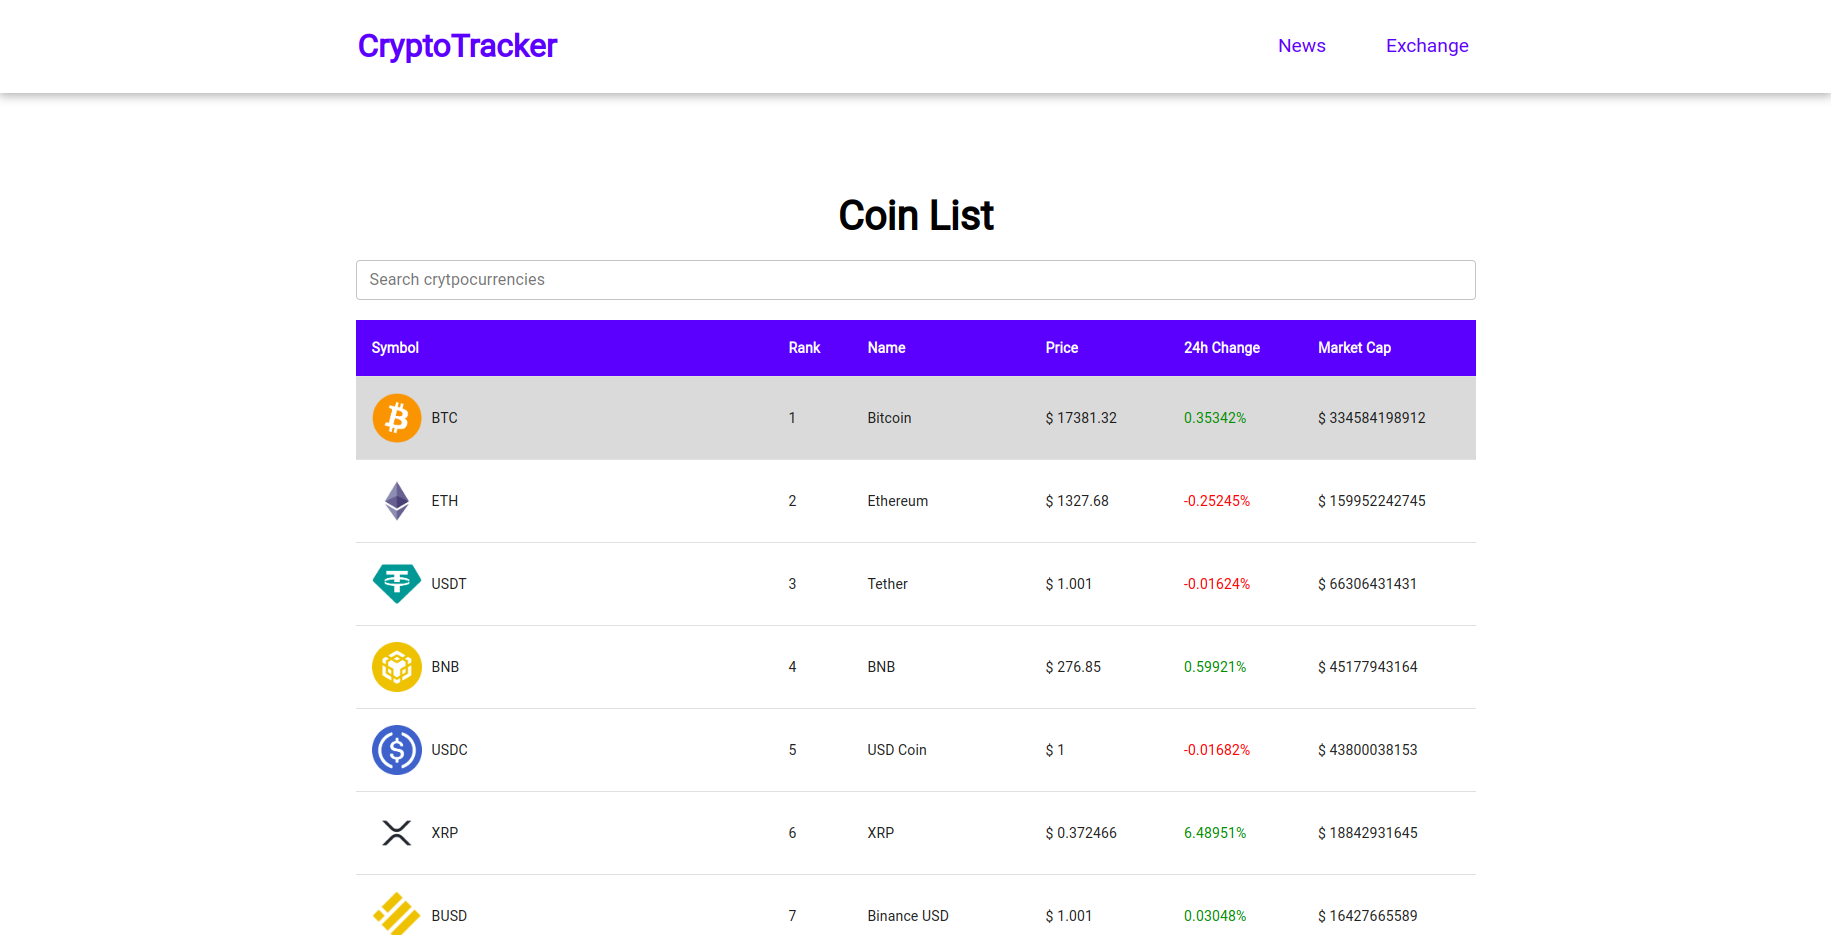 CryptoTracker News Exchange
Coin List
Search crytpocurrencies
Symbol Rank Name Price 24h Change Market Cap
BTC 1 Bitcoin $ 17381.32 0.35342% $ 334584198912
ETH 2 Ethereum $ 1327.68 -0.25245% $ 159952242745
USDT 3 Tether $ 1.001 -0.01624% $ 66306431431
BNB 4 BNB $ 276.85 0.59921% $ 45177943164
USDC 5 USD Coin $ 1 -0.01682% $ 43800038153
XRP 6 XRP $ 0.372466 6.48951% $ 18842931645
BUSD 7 Binance USD $ 1.001 0.03048% $ 16427665589